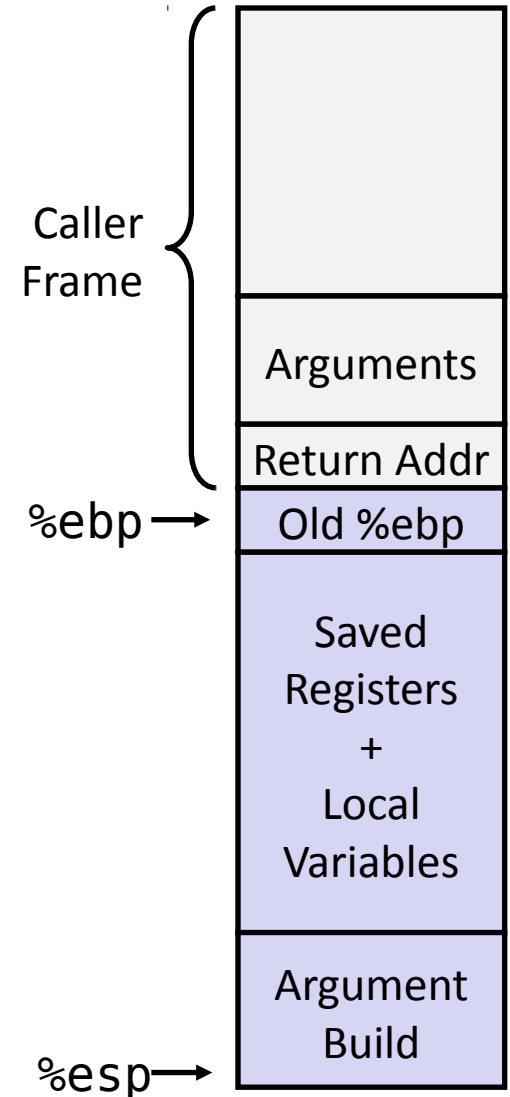 Caller
Frame
Arguments
Return Addr
%ebp
Old %ebp
Saved
Registers
+
Local
Variables
Argument
Build
%esp